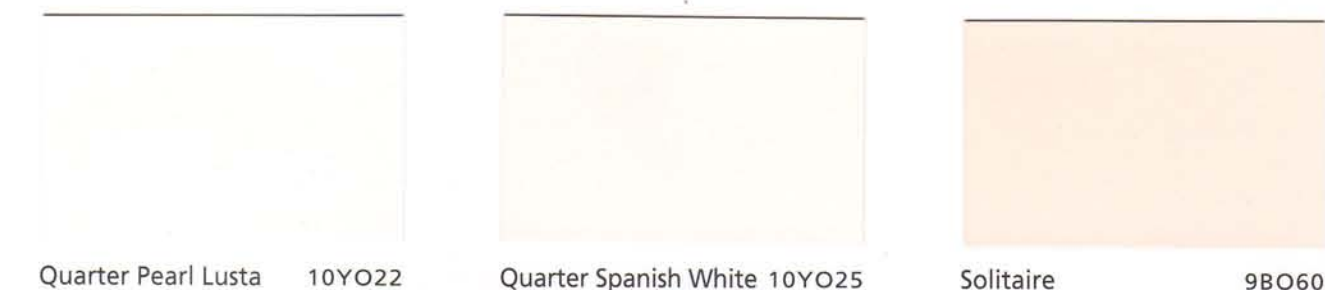 Quarter Pearl Lusta 10YO22
Quarter Spanish White 10YO25
Solitaire 9BO60